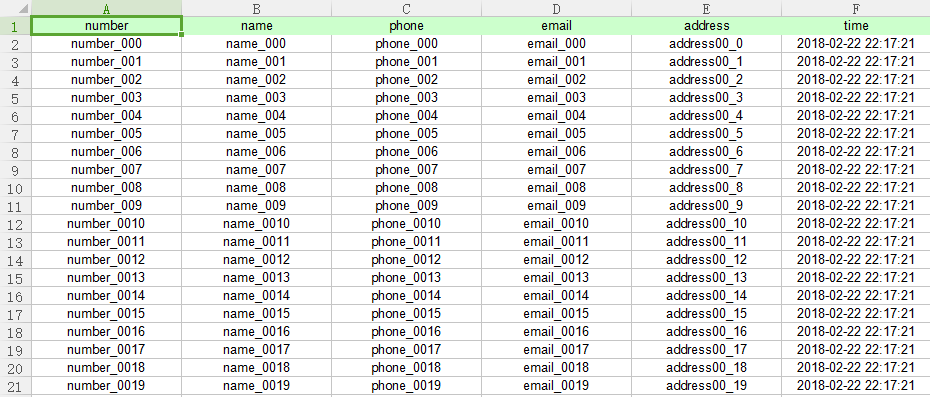 A B C D E F
1 number name phone email address time
2 number_000 name_000 phone_000 email_000 address00_0 2018-02-22 22:17:21
3 number_001 name_001 phone_001 email_001 address00_1 2018-02-22 22:17:21
4 number_002 name_002 phone_002 email_002 address00_2 2018-02-22 22:17:21
5 number_003 name_003 phone_003 email_003 address00_3 2018-02-22 22:17:21
6 number_004 name_004 phone_004 email_004 address00_4 2018-02-22 22:17:21
7 number_005 name_005 phone_005 email_005 address00_5 2018-02-22 22:17:21
8 number_006 name_006 phone_006 email_006 address00_6 2018-02-22 22:17:21
9 number_007 name_007 phone_007 email_007 address00_7 2018-02-22 22:17:21
10 number_008 name_008 phone_008 email_008 address00_8 2018-02-22 22:17:21
11 number_009 name_009 phone_009 email_009 address00_9 2018-02-22 22:17:21
12 number_0010 name_0010 phone_0010 email_0010 address00_10 2018-02-22 22:17:21
13 number_0011 name_0011 phone_0011 email_0011 address00_11 2018-02-22 22:17:21
14 number_0012 name_0012 phone_0012 email_0012 address00_12 2018-02-22 22:17:21
15 number_0013 name_0013 phone_0013 email_0013 address00_13 2018-02-22 22:17:21
16 number_0014 name_0014 phone_0014 email_0014 address00_14 2018-02-22 22:17:21
17 number_0015 name_0015 phone_0015 email_0015 address00_15 2018-02-22 22:17:21
18 number_0016 name_0016 phone_0016 email_0016 address00_16 2018-02-22 22:17:21
19 number_0017 name_0017 phone_0017 email_0017 address00_17 2018-02-22 22:17:21
20 number_0018 name_0018 phone_0018 email_0018 address00_18 2018-02-22 22:17:21
21 number_0019 name_0019 phone_0019 email_0019 address00_19 2018-02-22 22:17:21